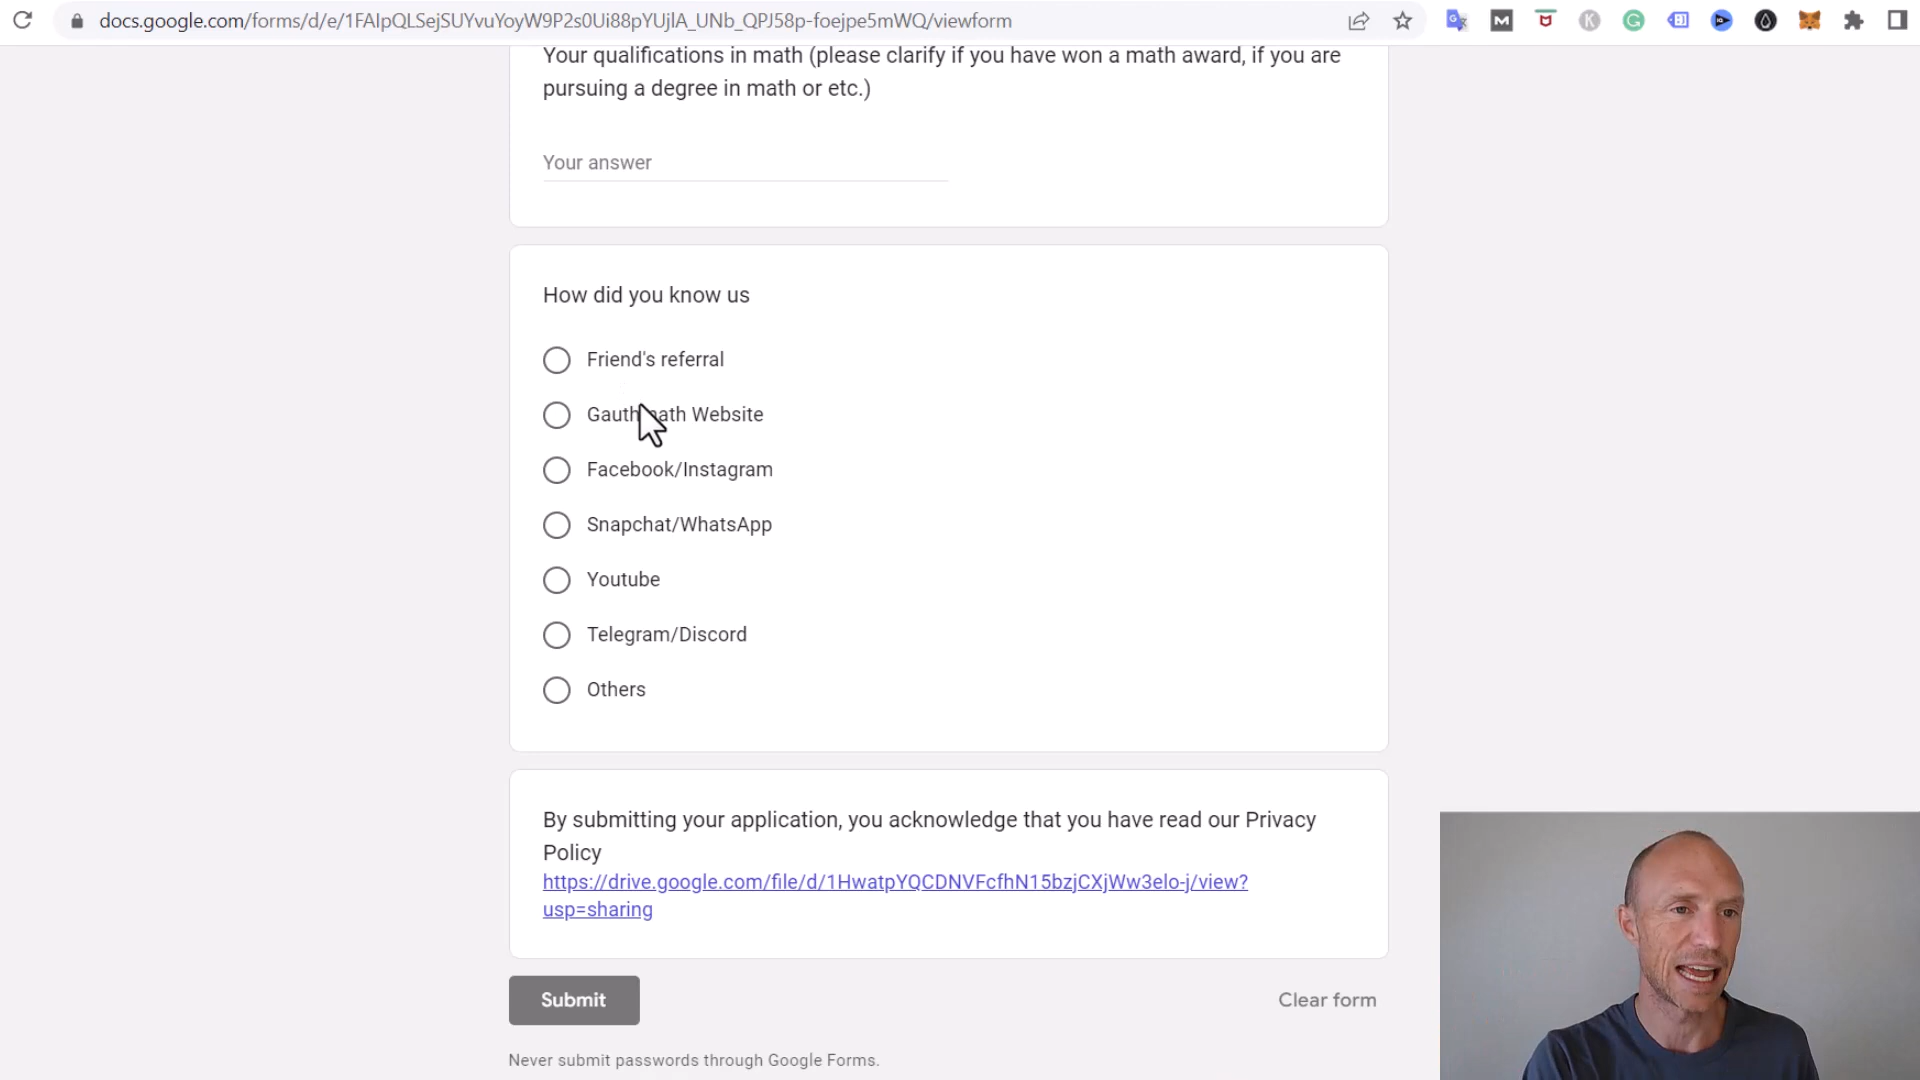 docs.google.com/forms/d/e/1FAIpQLSejSUYvuYoyW9P2s0Ui88pYUjlA_UNb_QPJ58p-foejpe5mWQ/viewform
Your qualifications in math (please clarify if you have won a math award, if you are
pursuing a degree in math or etc.)
Your answer
How did you know us
Friend's referral
Gauthmath Website
Facebook/Instagram
Snapchat/WhatsApp
Youtube
Telegram/Discord
Others
By submitting your application, you acknowledge that you have read our Privacy
Policy
https://drive.google.com/file/d/1HwatpYQCDNVFcfhN15bzjCXjWw3elo-j/view?
usp=sharing
Submit
Clear form
Never submit passwords through Google Forms.